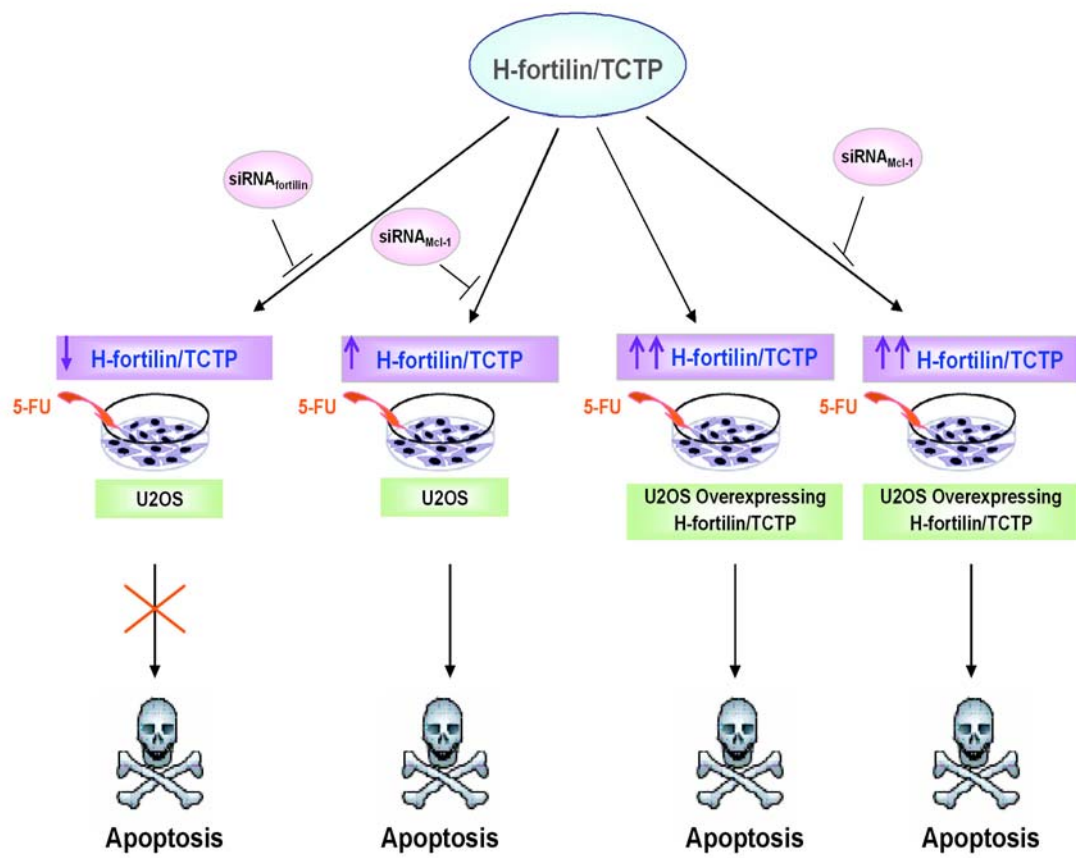 H-fortilin/TCTP
siRNAfortilin
siRNAMcl-1
siRNAMcl-1
H-fortilin/TCTP
H-fortilin/TCTP
H-fortilin/TCTP
H-fortilin/TCTP
5-FU
5-FU
5-FU
5-FU
U2OS
U2OS
U2OS Overexpressing
H-fortilin/TCTP
U2OS Overexpressing
H-fortilin/TCTP
Apoptosis
Apoptosis
Apoptosis
Apoptosis